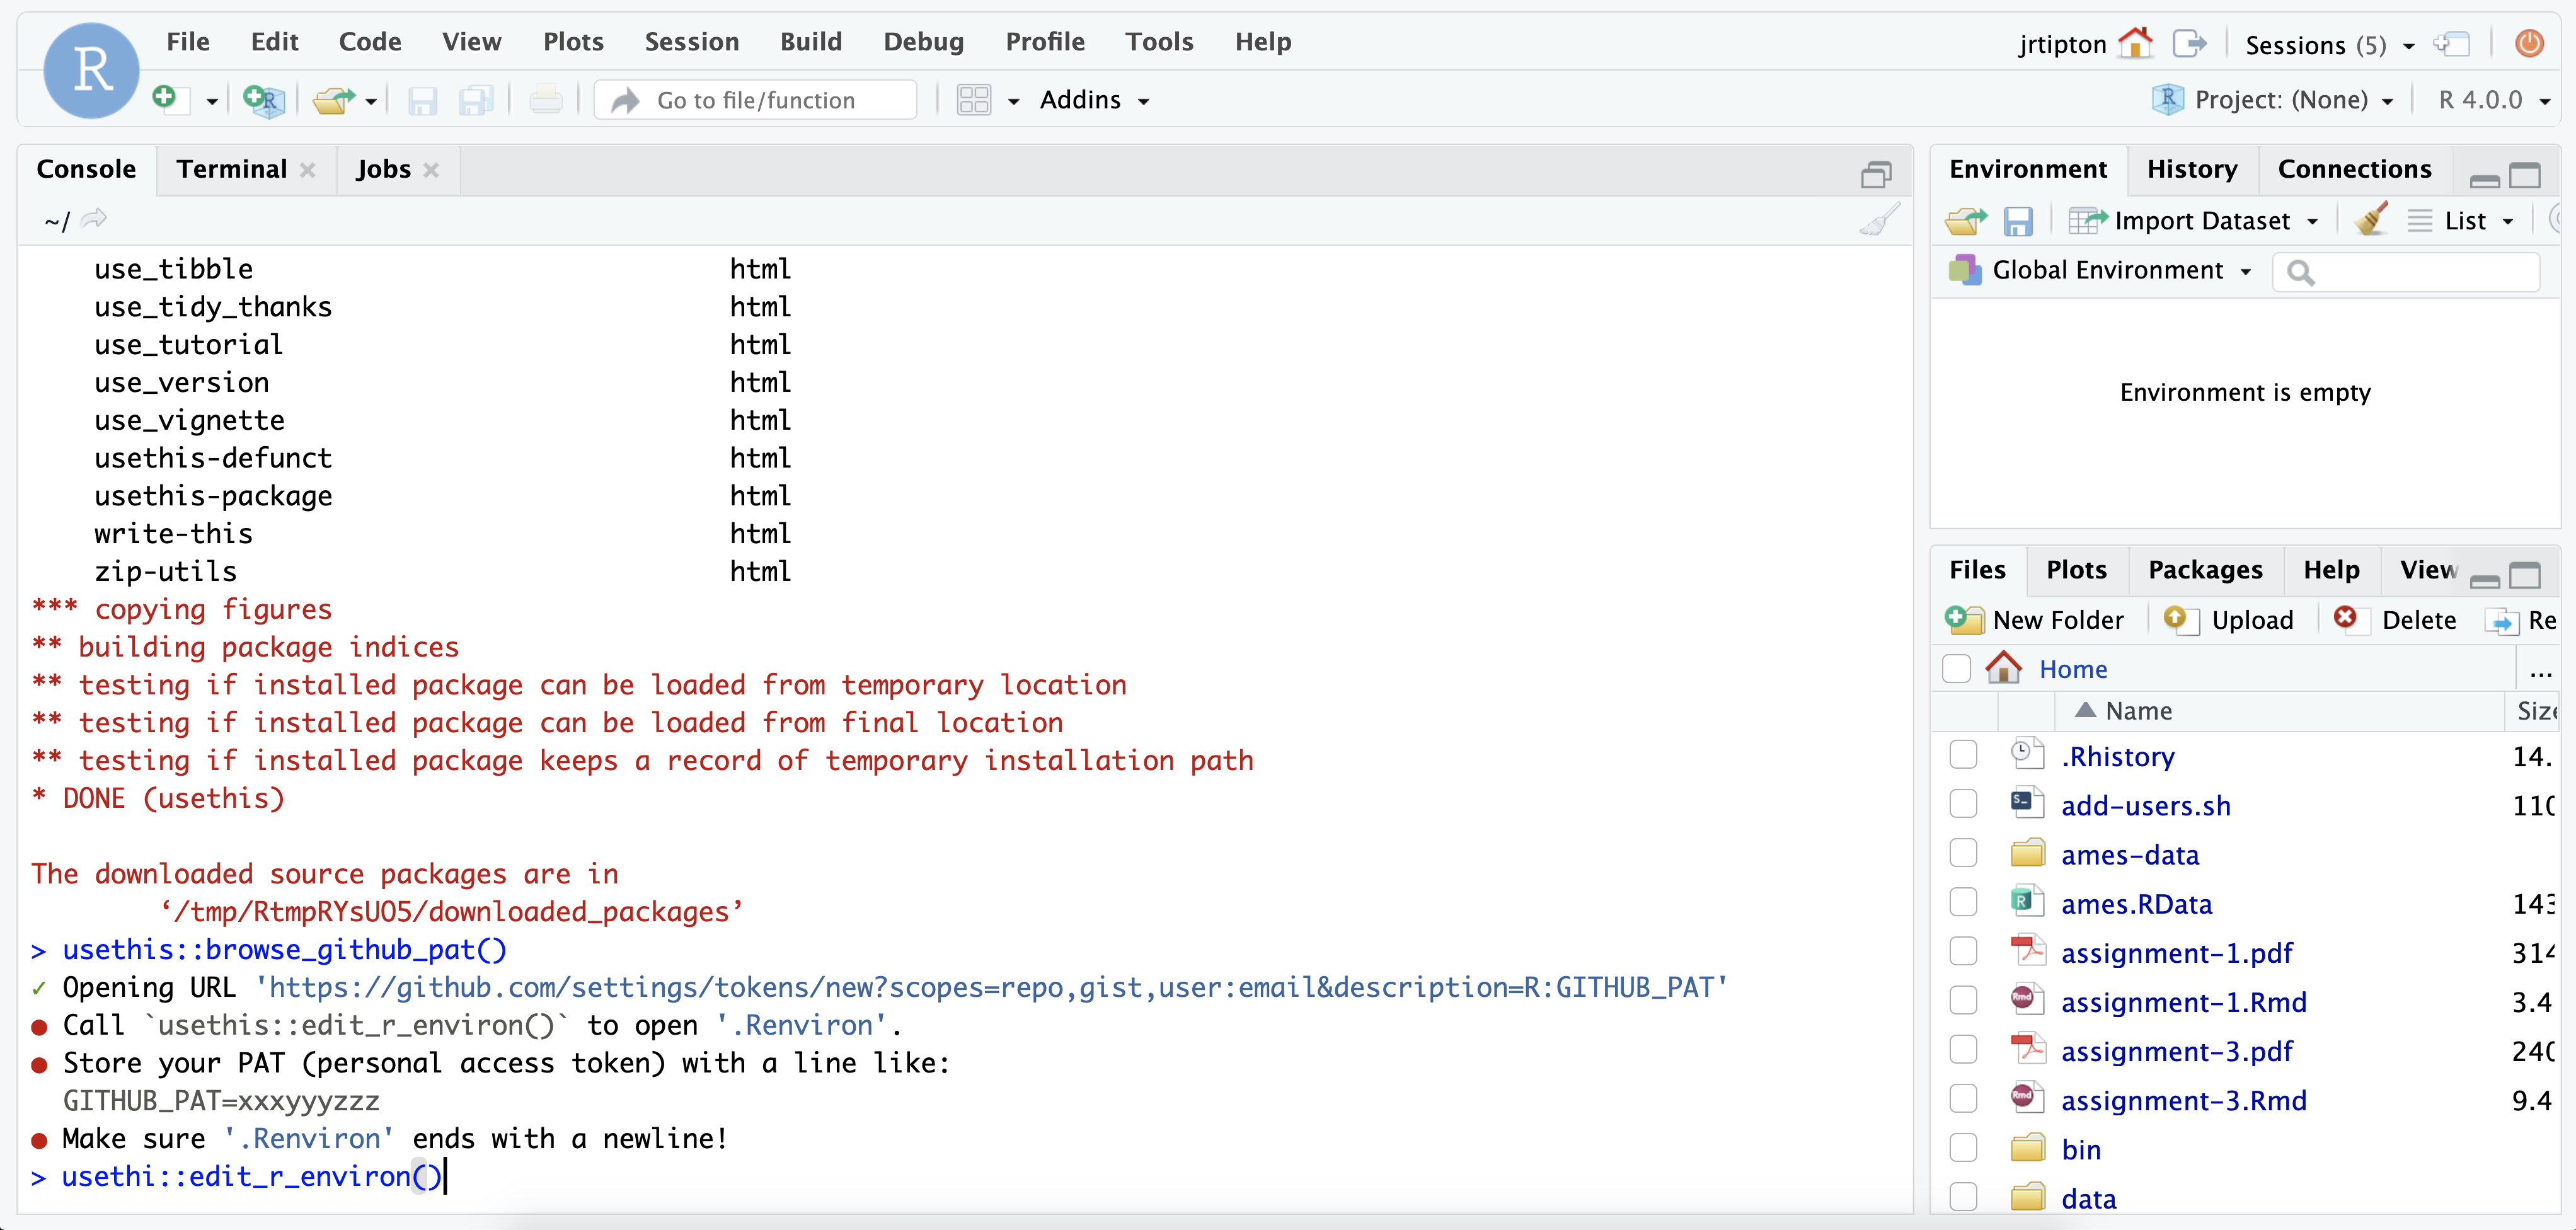 R
File Edit Code View Plots Session Build Debug Profile Tools Help
jrtipton Sessions (5)
R Go to file/function Addins
R Project: (None) R 4.0.0
Console Terminal Jobs
~/
use_tibble html
use_tidy_thanks html
use_tutorial html
use_version html
use_vignette html
usethis-defunct html
usethis-package html
write-this html
zip-utils html
*** copying figures
** building package indices
** testing if installed package can be loaded from temporary location
** testing if installed package can be loaded from final location
** testing if installed package keeps a record of temporary installation path
* DONE (usethis)
The downloaded source packages are in
‘/tmp/RtmpRYsUO5/downloaded_packages’
> usethis::browse_github_pat()
✓ Opening URL 'https://github.com/settings/tokens/new?scopes=repo,gist,user:email&description=R:GITHUB_PAT'
● Call `usethis::edit_r_environ()` to open '.Renviron'.
● Store your PAT (personal access token) with a line like:
GITHUB_PAT=xxxyyyzzz
● Make sure '.Renviron' ends with a newline!
> usethi::edit_r_environ()
Environment History Connections
Import Dataset List
Global Environment
Environment is empty
Files Plots Packages Help View
New Folder Upload Delete Re
Home ...
Name Size
.Rhistory 14.
add-users.sh 110
ames-data
ames.RData 143
assignment-1.pdf 314
assignment-1.Rmd 3.4
assignment-3.pdf 240
assignment-3.Rmd 9.4
bin
data